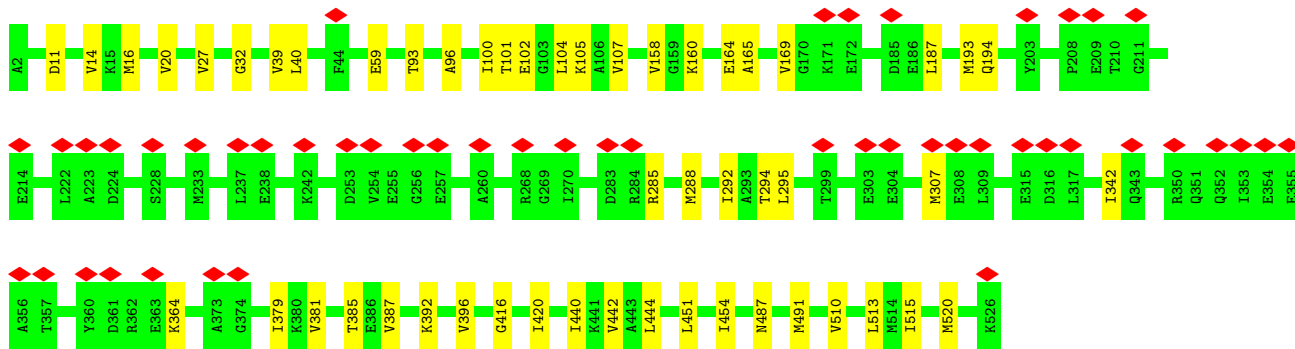 A2 D11 V14 K15 M16 V20 V27 G32 V39 L40 F44 E59 T93 A96 I100 T101 E102 G103 L104 K105 A106 V107 V158 G159 K160 E164 A165 V169 G170 K171 E172 D185 E186 L187 M193 Q194 Y203 P208 E209 T210 G211
E214 L222 A223 D224 S228 M233 L237 E238 K242 D253 V254 E255 G256 E257 A260 R268 G269 I270 D283 R284 R285 M288 I292 A293 T294 L295 T299 E303 E304 M307 E308 L309 E315 D316 L317 I342 Q343 R350 Q351 Q352 I353 E354 E355
A356 T357 Y360 D361 R362 E363 K364 A373 G374 I379 K380 V381 T385 E386 V387 K392 V396 G416 I420 I440 K441 V442 A443 L444 L451 I454 N487 M491 V510 L513 M514 I515 M520 K526